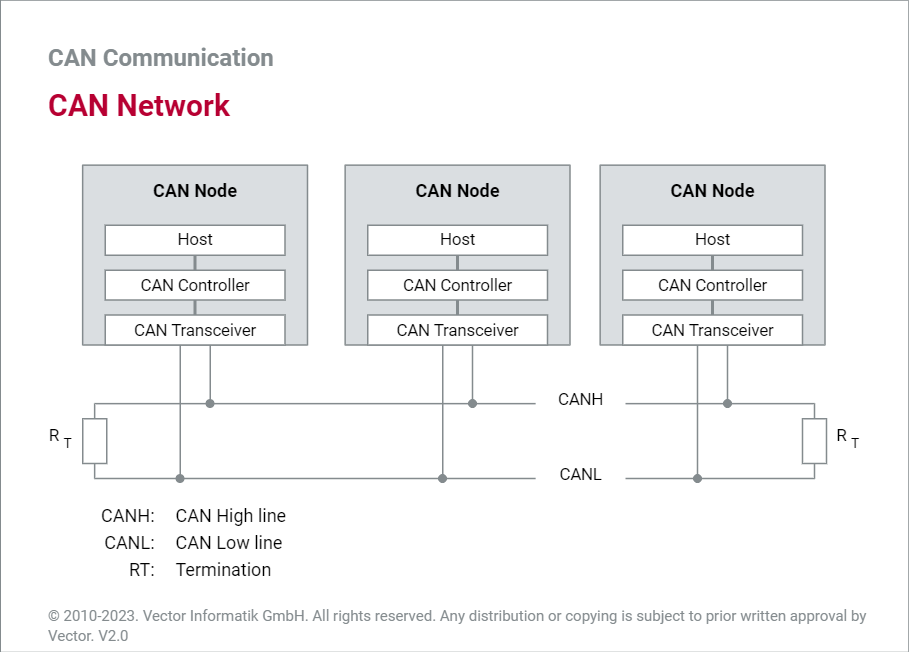 CAN Communication
CAN Network
CAN Node
CAN Node
CAN Node
Host
Host
Host
CAN Controller
CAN Controller
CAN Controller
CAN Transceiver
CAN Transceiver
CAN Transceiver
CANH
R T
R T
CANL
CANH: CAN High line
CANL: CAN Low line
RT: Termination
© 2010-2023. Vector Informatik GmbH. All rights reserved. Any distribution or copying is subject to prior written approval by
Vector. V2.0